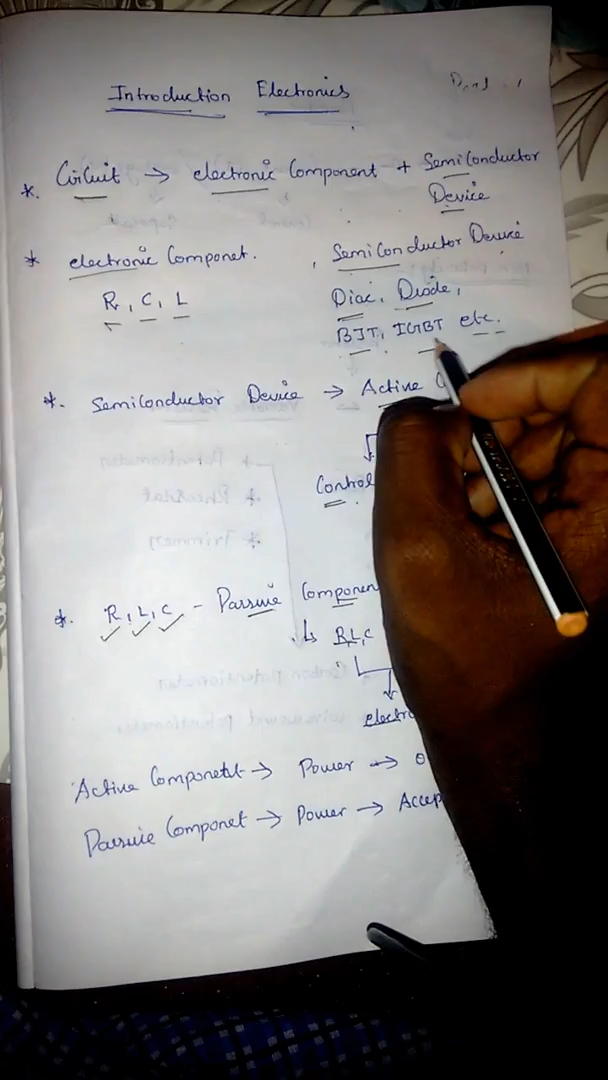 Introduction Electronics
* Circuit → electronic Component + Semiconductor
Device
* electronic Componet.
R, C, L
, Semiconductor Device
Diac, Diode,
BJT, IGBT etc.
* Semiconductor Device → Active
Control
* R, L, C - Passive Componen
↳ R, L, C
electro
Active Componetet → Power → O
Passive Componet → Power → Accep